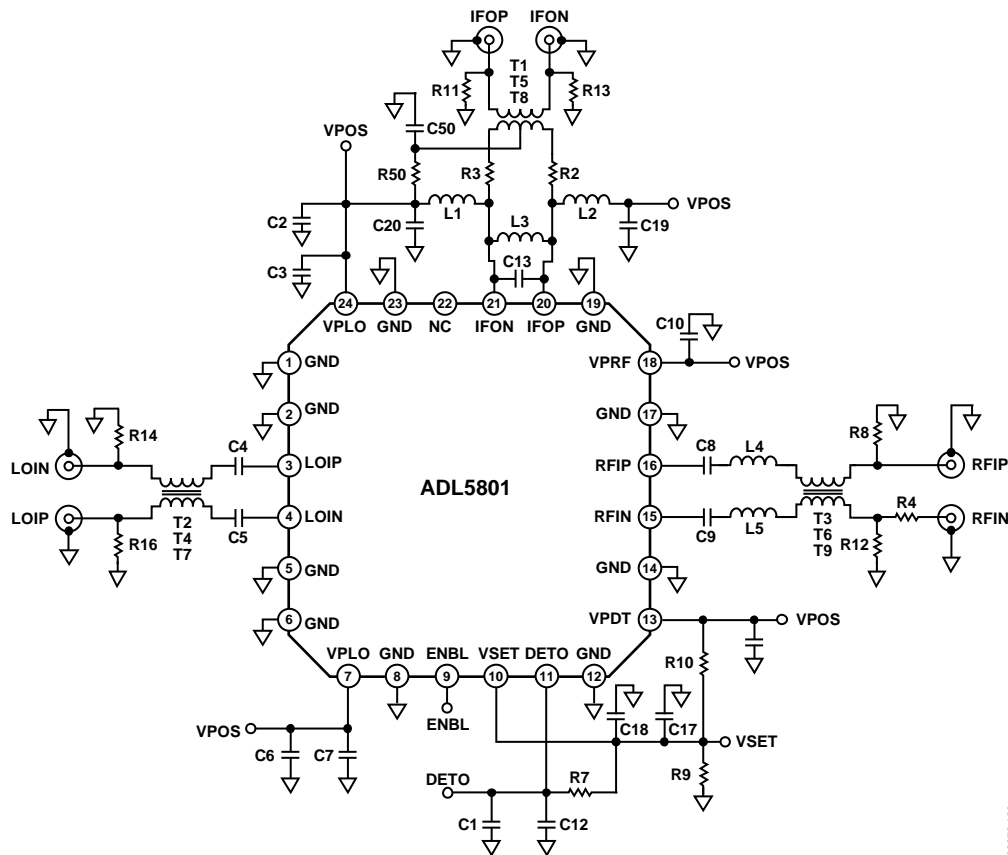 IFOP IFON
R11 T1 R13
T5
T8
C50
VPOS
R50 R3 R2
L1 L2 VPOS
C2 C20 L3 C19
C3 C13
24 23 22 21 20 19
VPLO GND NC IFON IFOP GND
C10
1 GND VPRF 18 VPOS
2 GND GND 17
R14 C4 C8 L4 R8
LOIN 3 LOIP RFIP 16 RFIP
ADL5801
LOIP 4 LOIN RFIN 15 R4 RFIN
R16 T2 C5 C9 L5 T3 R12
T4 T6
T7 T9
5 GND GND 14
6 GND VPDT 13 VPOS
VPLO GND ENBL VSET DETO GND
7 8 9 10 11 12
R10
VPOS ENBL C18 C17 VSET
C6 C7
DETO R7 R9
C1 C12